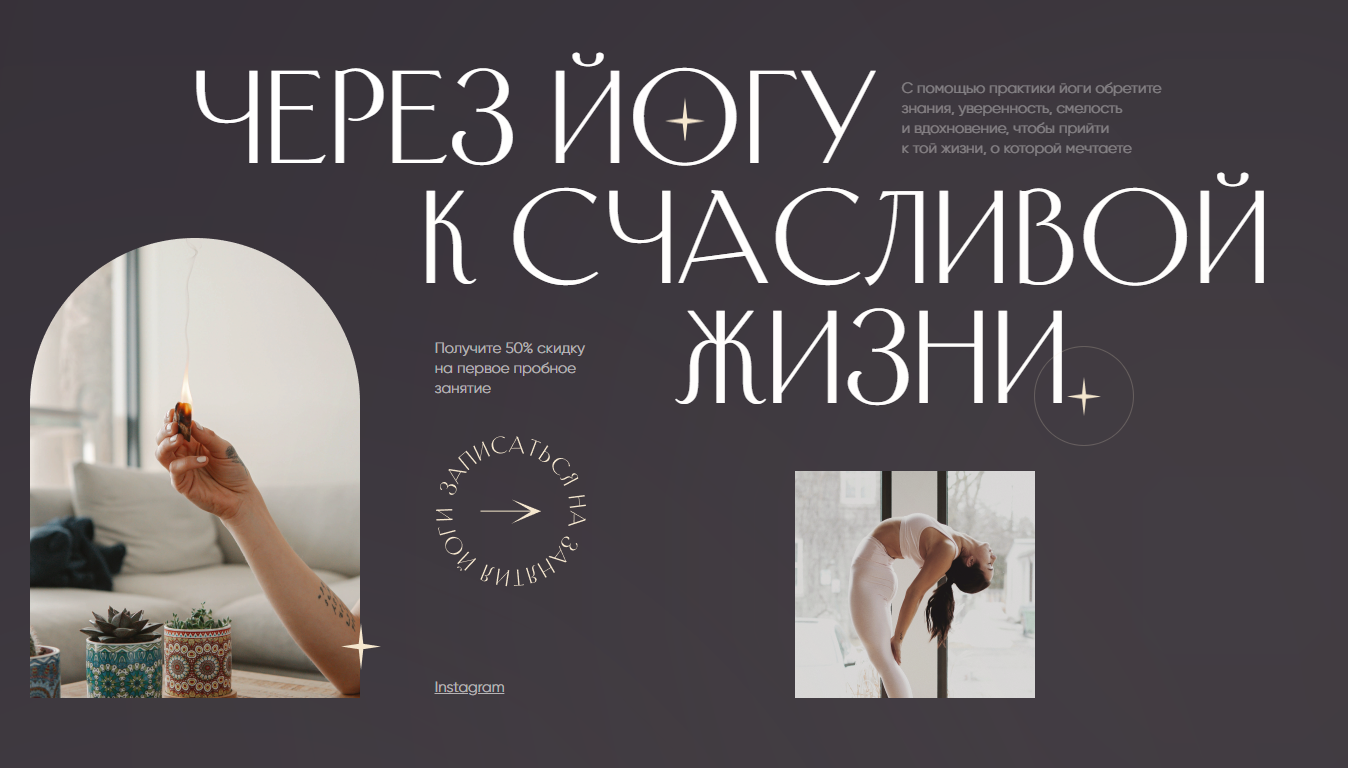 ЧЕРЕЗ ЙОГУ
С помощью практики йоги обретите
знания, уверенность, смелость
и вдохновение, чтобы прийти
к той жизни, о которой мечтаете
К СЧАСЛИВОЙ
ЖИЗНИ
Получите 50% скидку
на первое пробное
занятие
ЗАПИСАТЬСЯ НА ЗАНЯТИЯ ЙОГИ
Instagram